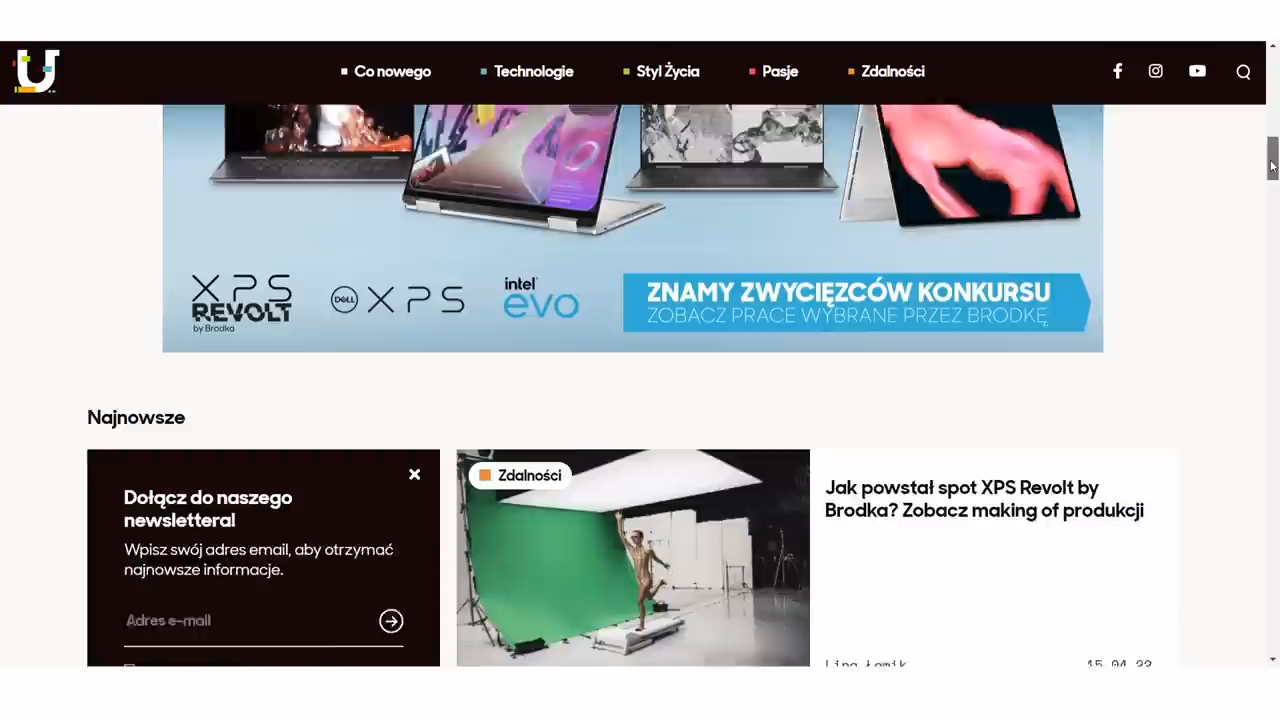 U
Co nowego
Technologie
Styl Życia
Pasje
Zdalności
XPS
REVOLT
by Brodka
DELL XPS
intel
evo
ZNAMY ZWYCIĘZCÓW KONKURSU
ZOBACZ PRACE WYBRANE PRZEZ BRODKĘ
Najnowsze
Dołącz do naszego
newslettera!
Wpisz swój adres email, aby otrzymać
najnowsze informacje.
Adres e-mail
Zdalności
Jak powstał spot XPS Revolt by
Brodka? Zobacz making of produkcji